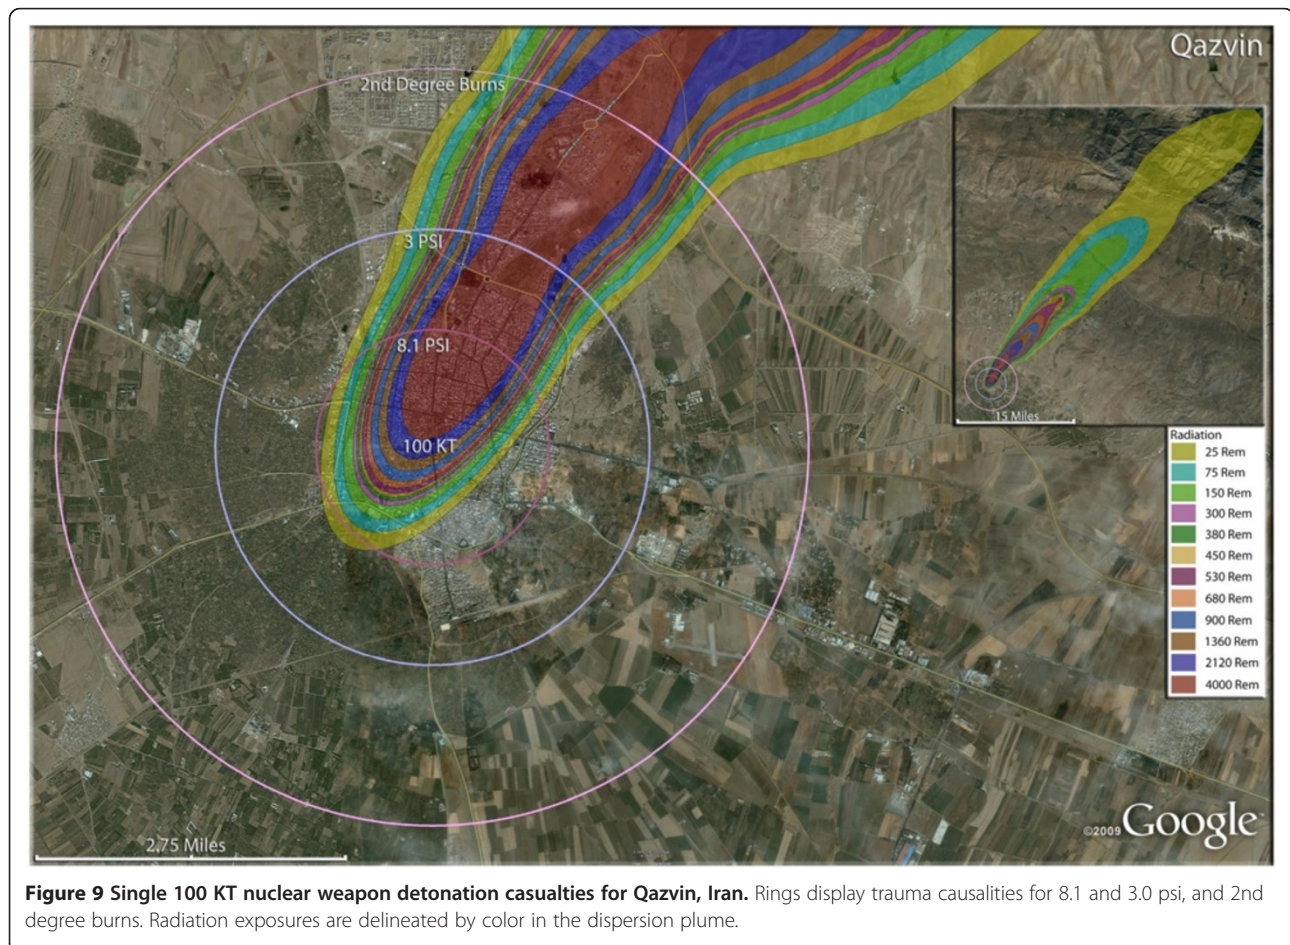 Qazvin
2nd Degree Burns
3 PSI
8.1 PSI
100 KT
15 Miles
Radiation
25 Rem
75 Rem
150 Rem
300 Rem
380 Rem
450 Rem
530 Rem
680 Rem
900 Rem
1360 Rem
2120 Rem
4000 Rem
2.75 Miles
©2009 Google
Figure 9 Single 100 KT nuclear weapon detonation casualties for Qazvin, Iran. Rings display trauma causalities for 8.1 and 3.0 psi, and 2nd
degree burns. Radiation exposures are delineated by color in the dispersion plume.